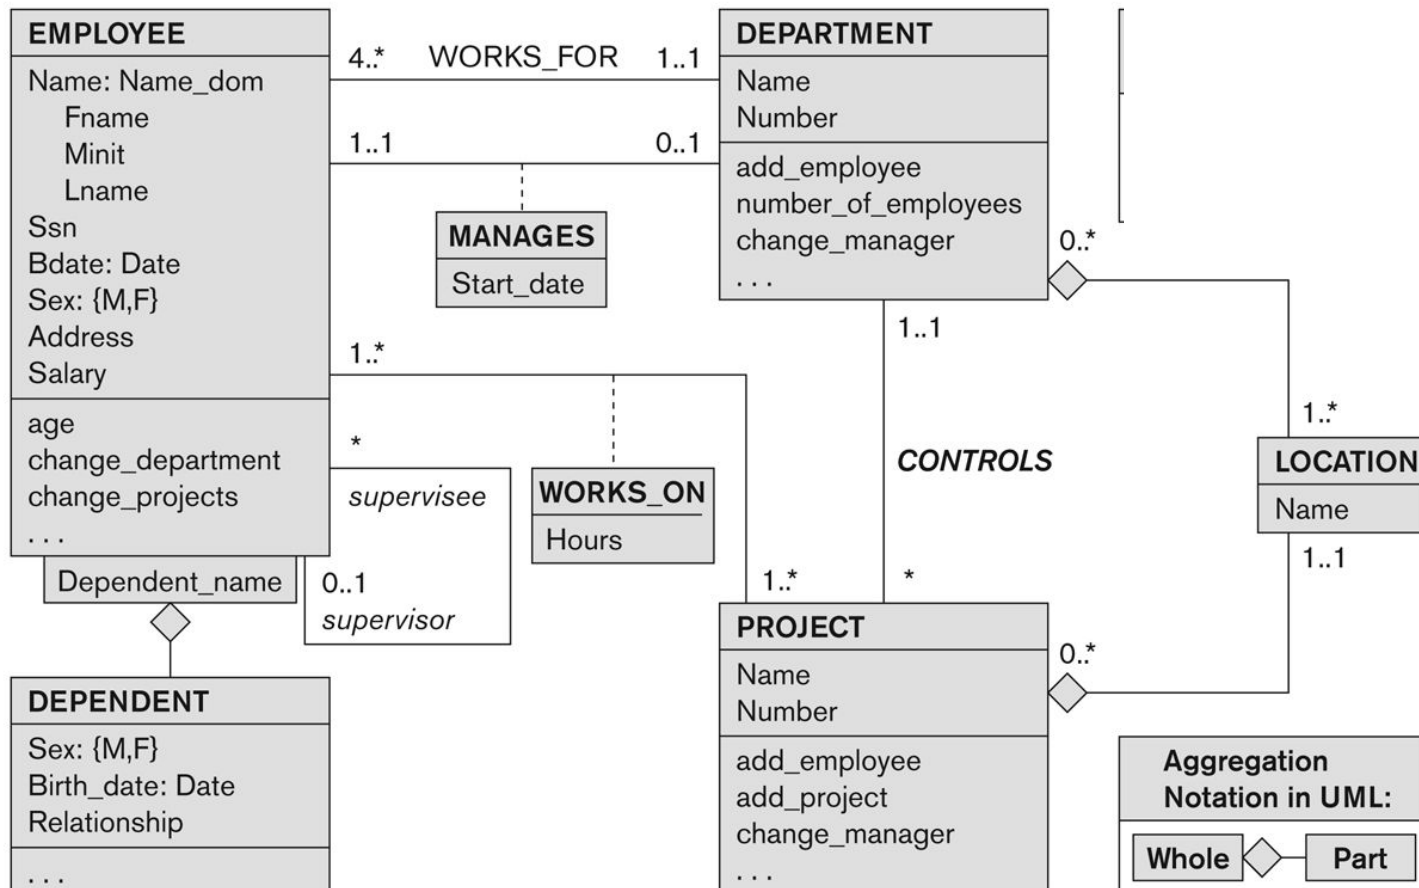 EMPLOYEE
Name: Name_dom
Fname
Minit
Lname
Ssn
Bdate: Date
Sex: {M,F}
Address
Salary
age
change_department
change_projects
. . .
Dependent_name
4..*
WORKS_FOR
1..1
1..1
0..1
MANAGES
Start_date
DEPARTMENT
Name
Number
add_employee
number_of_employees
change_manager
. . .
0..*
1..1
1..*
*
supervisee
0..1
supervisor
WORKS_ON
Hours
CONTROLS
1..*
LOCATION
Name
1..1
1..*
*
DEPENDENT
Sex: {M,F}
Birth_date: Date
Relationship
. . .
PROJECT
Name
Number
add_employee
add_project
change_manager
. . .
0..*
Aggregation
Notation in UML:
Whole
Part